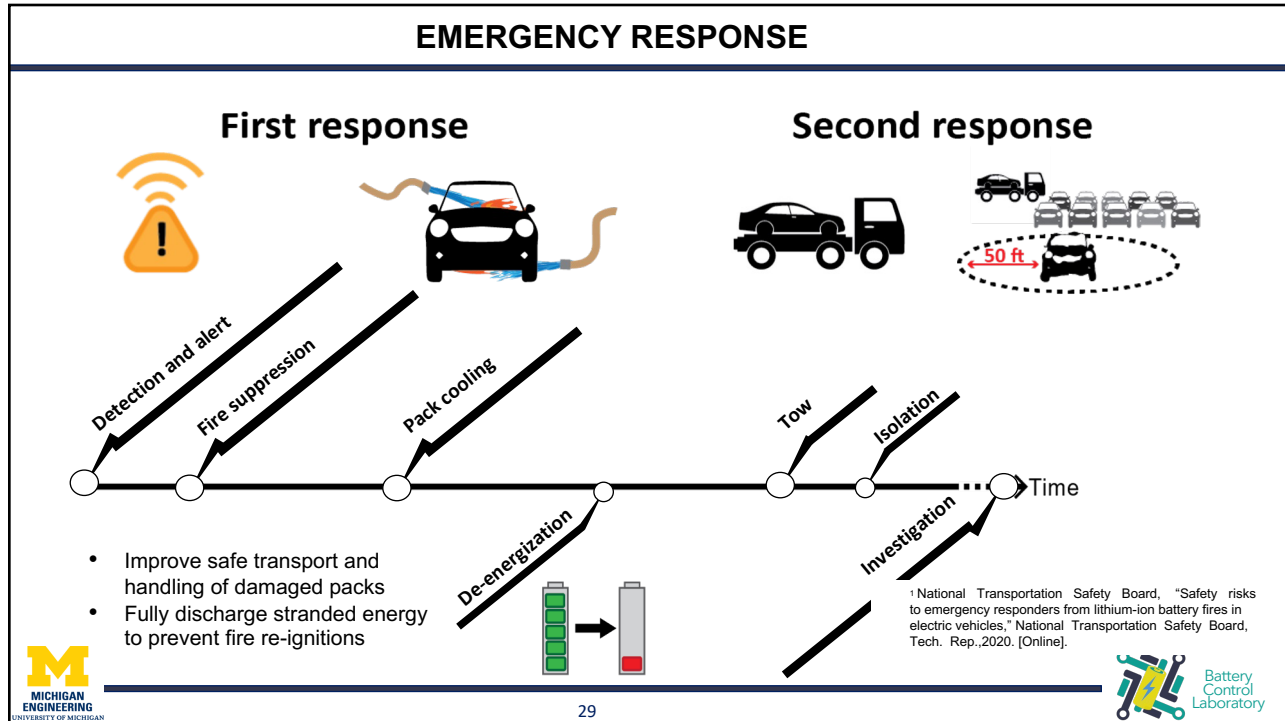 EMERGENCY RESPONSE
First response
Second response
!
50 ft
Detection and alert
Fire suppression
Pack cooling
Tow
Isolation
Time
De-energization
Investigation
• Improve safe transport and
handling of damaged packs
• Fully discharge stranded energy
to prevent fire re-ignitions
¹ National Transportation Safety Board, “Safety risks
to emergency responders from lithium-ion battery fires in
electric vehicles,” National Transportation Safety Board,
Tech. Rep.,2020. [Online].
M
MICHIGAN
ENGINEERING
UNIVERSITY OF MICHIGAN
29
Battery
Control
Laboratory